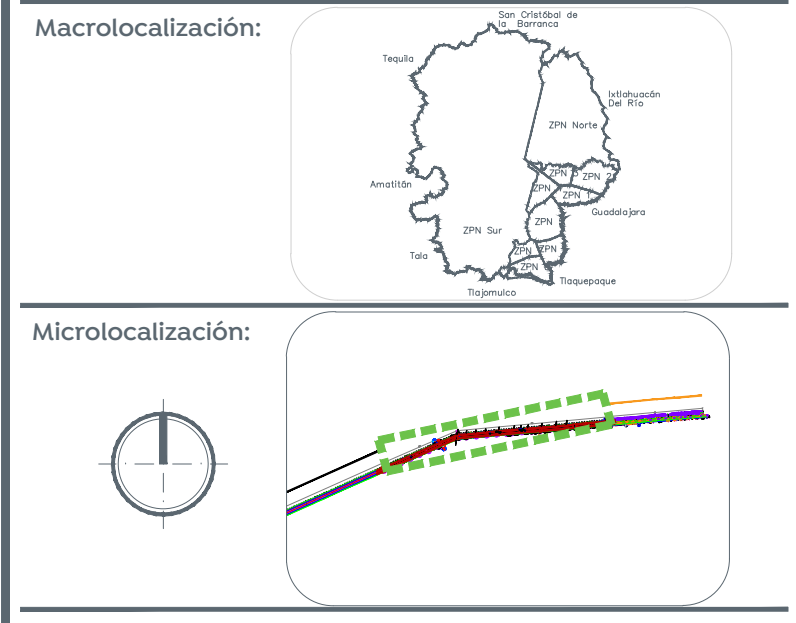 Macrolocalización:
San Cristóbal de
la Barranca
Tequila
Ixtlahuacán
Del Río
ZPN Norte
ZPN
ZPN 2
Amatitán
ZPN
ZPN 1
Guadalajara
ZPN Sur
ZPN
ZPN
ZPN
Tala
ZPN
Tlaquepaque
Tlajomulco
Microlocalización: